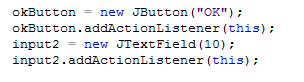 okButton = new JButton("OK");
okButton.addActionListener(this);
input2 = new JTextField(10);
input2.addActionListener(this);